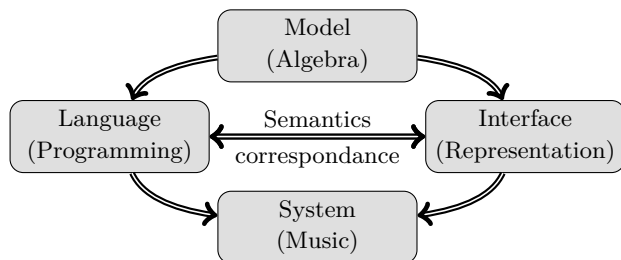 Model
(Algebra)
Language
(Programming)
Semantics
correspondance
Interface
(Representation)
System
(Music)